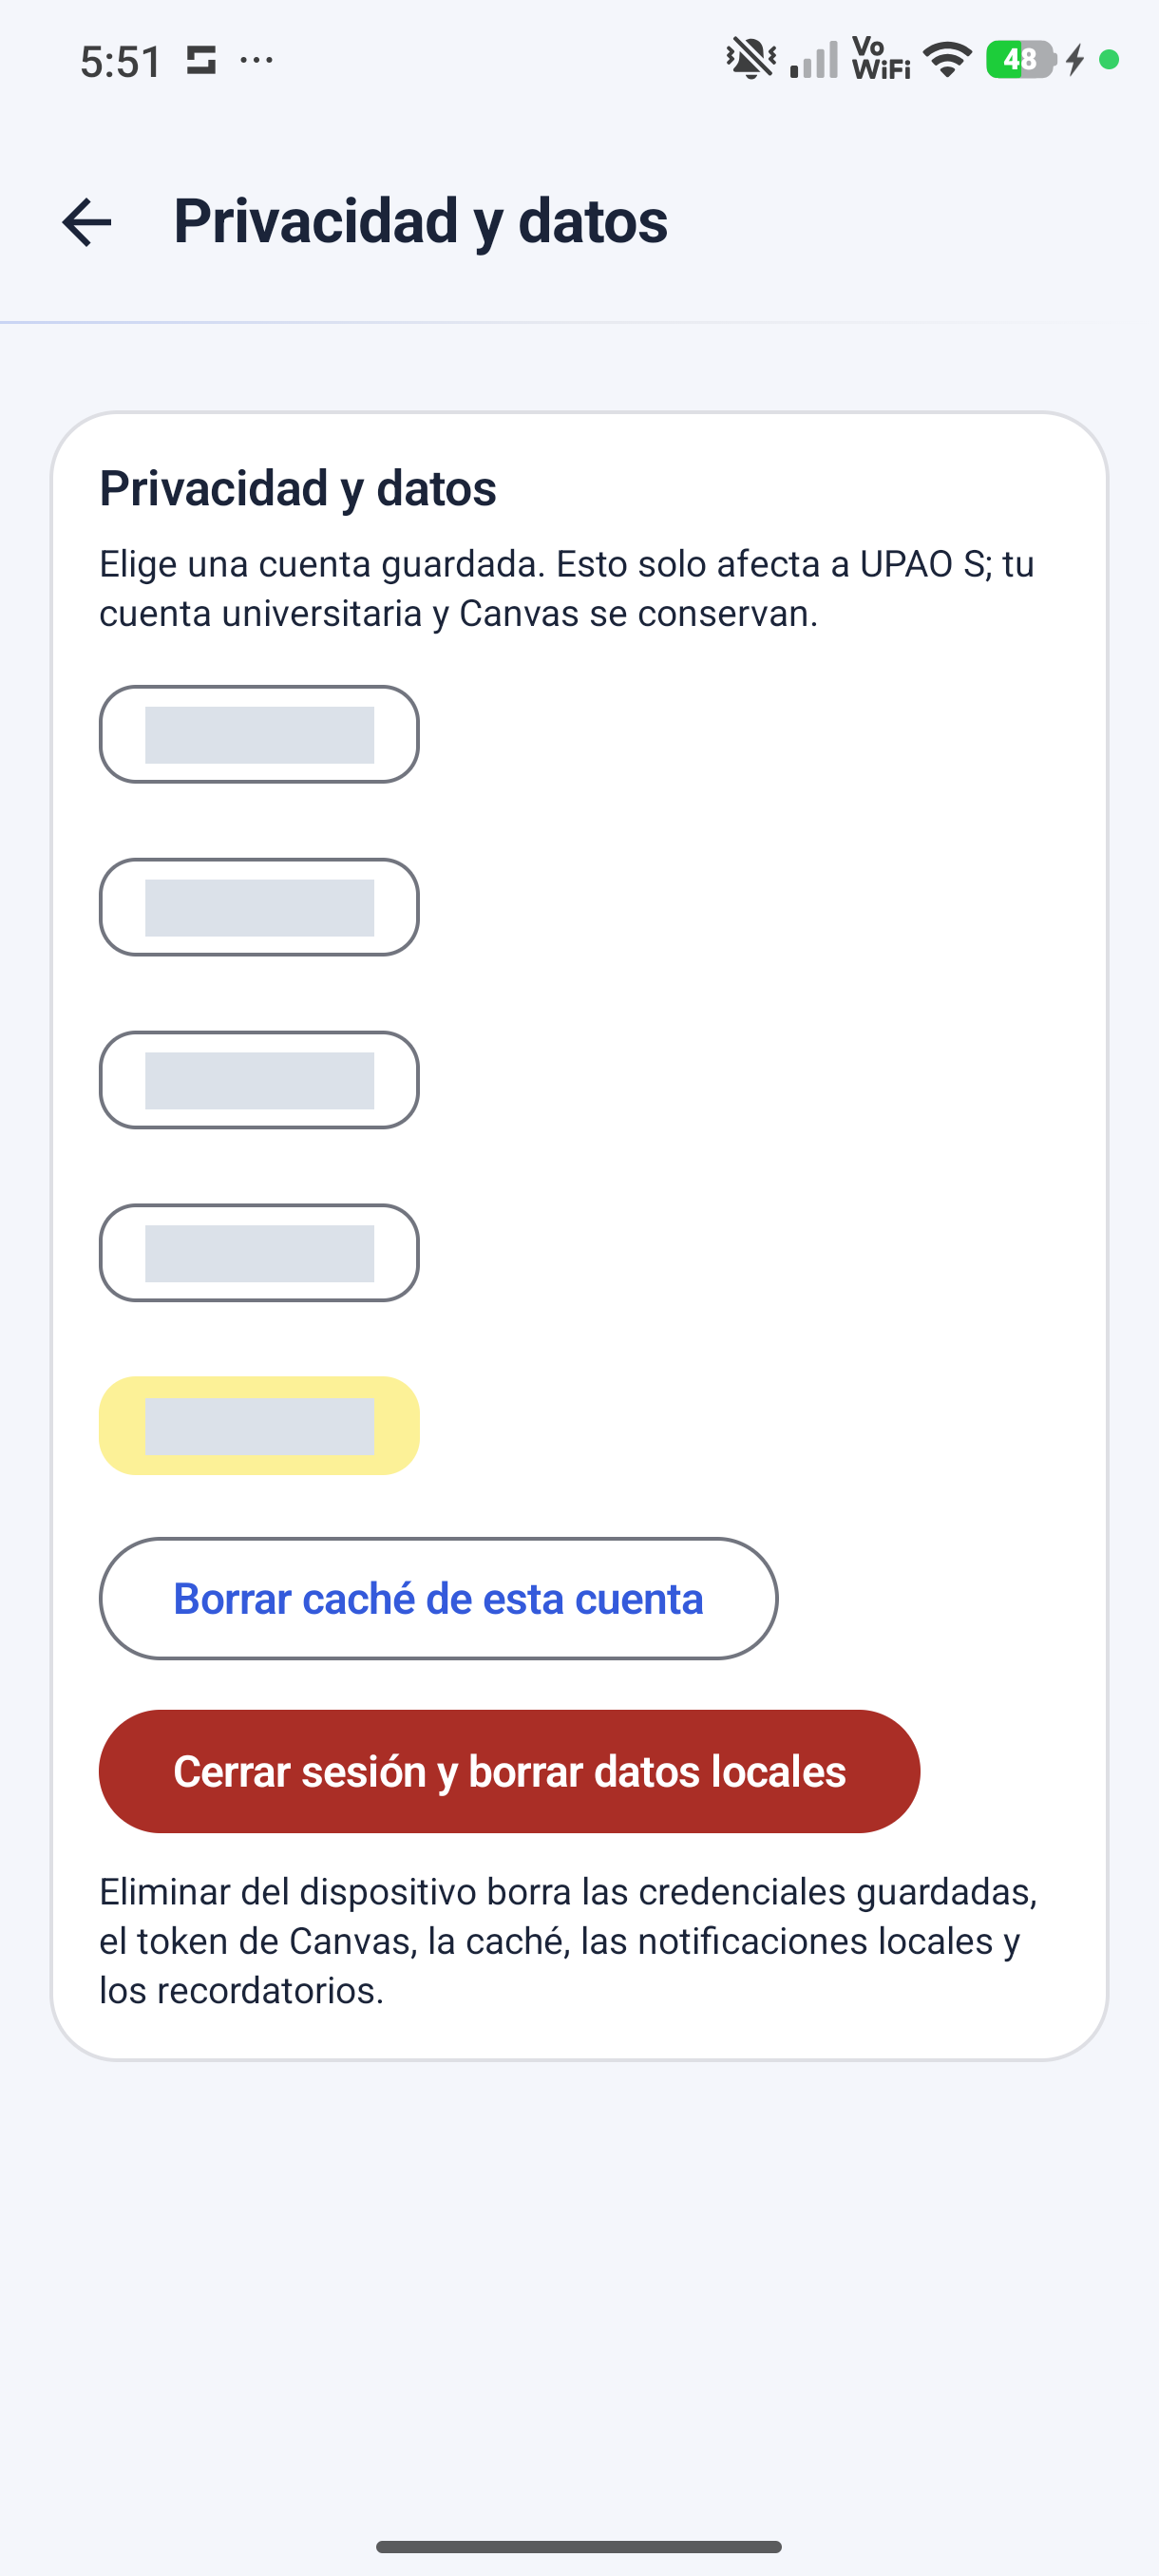 5:51 ...
Vo WiFi 48
Privacidad y datos
Privacidad y datos
Elige una cuenta guardada. Esto solo afecta a UPAO S; tu
cuenta universitaria y Canvas se conservan.
Borrar caché de esta cuenta
Cerrar sesión y borrar datos locales
Eliminar del dispositivo borra las credenciales guardadas,
el token de Canvas, la caché, las notificaciones locales y
los recordatorios.